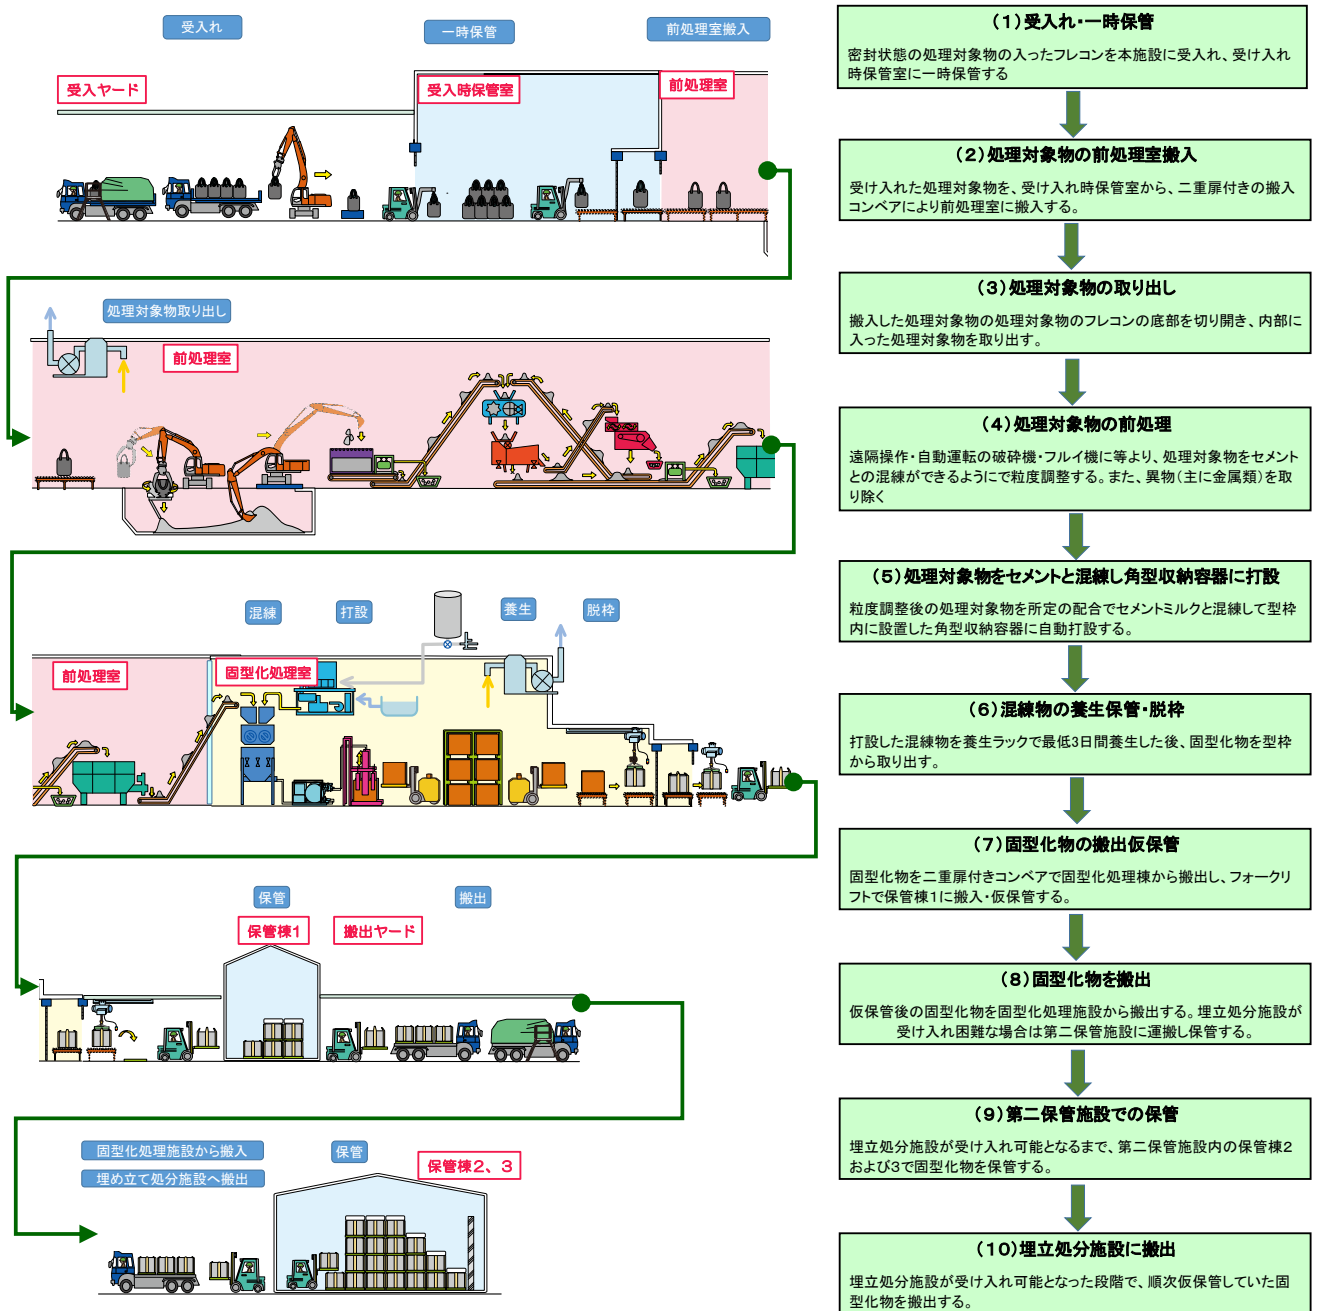 受入れ
一時保管
前処理室搬入
受入ヤード
受入時保管室
前処理室
処理対象物取り出し
前処理室
混練
打設
養生
脱枠
前処理室
固型化処理室
保管
搬出
保管棟1
搬出ヤード
固型化処理施設から搬入
埋め立て処分施設へ搬出
保管
保管棟2、3
(1)受入れ・一時保管
密封状態の処理対象物の入ったフレコンを本施設に受入れ、受け入れ
時保管室に一時保管する
(2)処理対象物の前処理室搬入
受け入れた処理対象物を、受け入れ時保管室から、二重扉付きの搬入
コンベアにより前処理室に搬入する。
(3)処理対象物の取り出し
搬入した処理対象物の処理対象物のフレコンの底部を切り開き、内部に
入った処理対象物を取り出す。
(4)処理対象物の前処理
遠隔操作・自動運転の破砕機・フルイ機に等より、処理対象物をセメント
との混練ができるようにで粒度調整する。また、異物(主に金属類)を取
り除く
(5)処理対象物をセメントと混練し角型収納容器に打設
粒度調整後の処理対象物を所定の配合でセメントミルクと混練して型枠
内に設置した角型収納容器に自動打設する。
(6)混練物の養生保管・脱枠
打設した混練物を養生ラックで最低3日間養生した後、固型化物を型枠
から取り出す。
(7)固型化物の搬出仮保管
固型化物を二重扉付きコンベアで固型化処理棟から搬出し、フォークリ
フトで保管棟1に搬入・仮保管する。
(8)固型化物を搬出
仮保管後の固型化物を固型化処理施設から搬出する。埋立処分施設が
受け入れ困難な場合は第二保管施設に運搬し保管する。
(9)第二保管施設での保管
埋立処分施設が受け入れ可能となるまで、第二保管施設内の保管棟2
および3で固型化物を保管する。
(10)埋立処分施設に搬出
埋立処分施設が受け入れ可能となった段階で、順次仮保管していた固
型化物を搬出する。